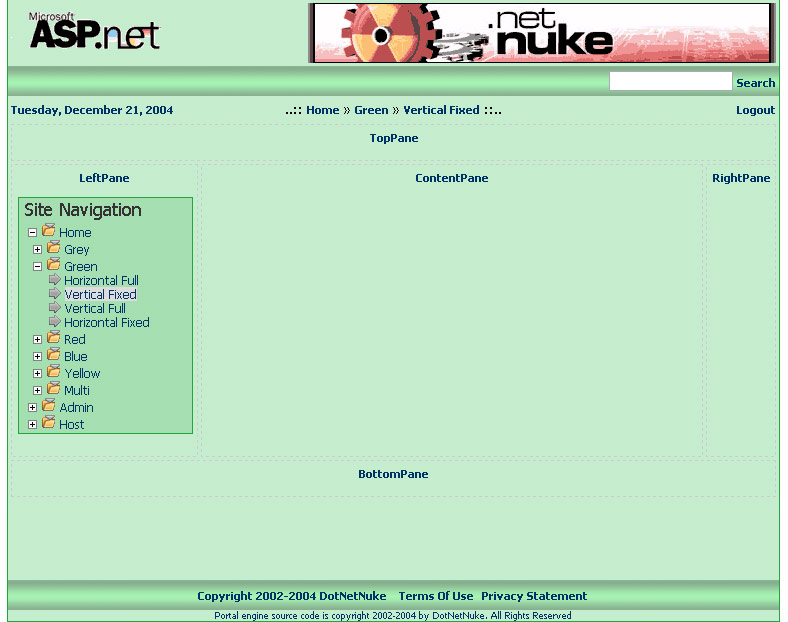 Microsoft
ASP.net
.net
nuke
Search
Tuesday, December 21, 2004 ..:: Home » Green » Vertical Fixed ::.. Logout
TopPane
LeftPane ContentPane RightPane
Site Navigation
Home
Grey
Green
Horizontal Full
Vertical Fixed
Vertical Full
Horizontal Fixed
Red
Blue
Yellow
Multi
Admin
Host
BottomPane
Copyright 2002-2004 DotNetNuke Terms Of Use Privacy Statement
Portal engine source code is copyright 2002-2004 by DotNetNuke. All Rights Reserved